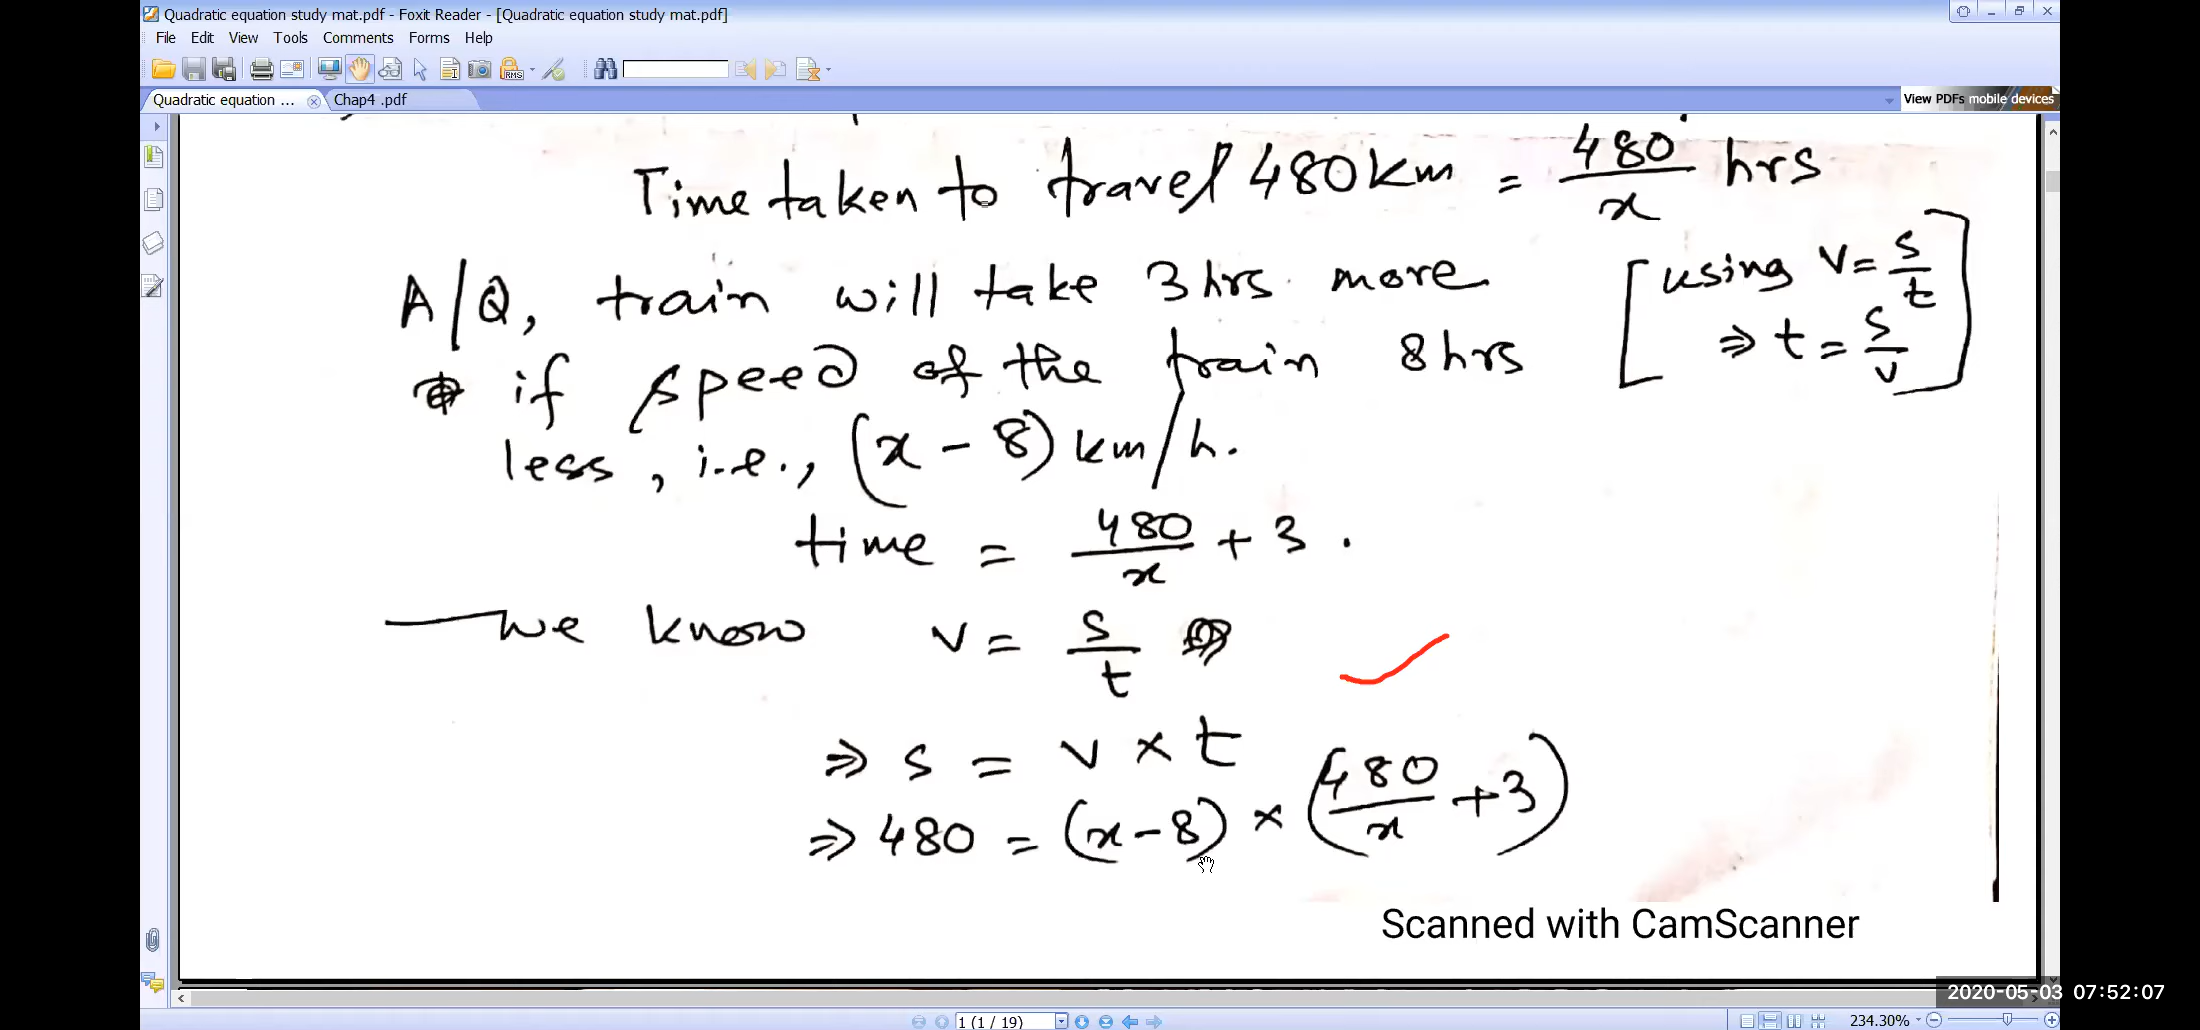 Quadratic equation study mat.pdf - Foxit Reader - [Quadratic equation study mat.pdf]
File Edit View Tools Comments Forms Help
RMS
Quadratic equation ... Chap4 .pdf View PDFs mobile devices
Time taken to travel 480 km = 480/x hrs
A/Q, train will take 3 hrs. more [using v = s/t
if speed of the train 8 hrs ⇒ t = s/v]
less, i.e., (x - 8) km/h.
time = 480/x + 3.
We know v = s/t
⇒ s = v × t
⇒ 480 = (x - 8) × (480/x + 3)
Scanned with CamScanner
2020-05-03 07:52:07
1 (1 / 19) 234.30%